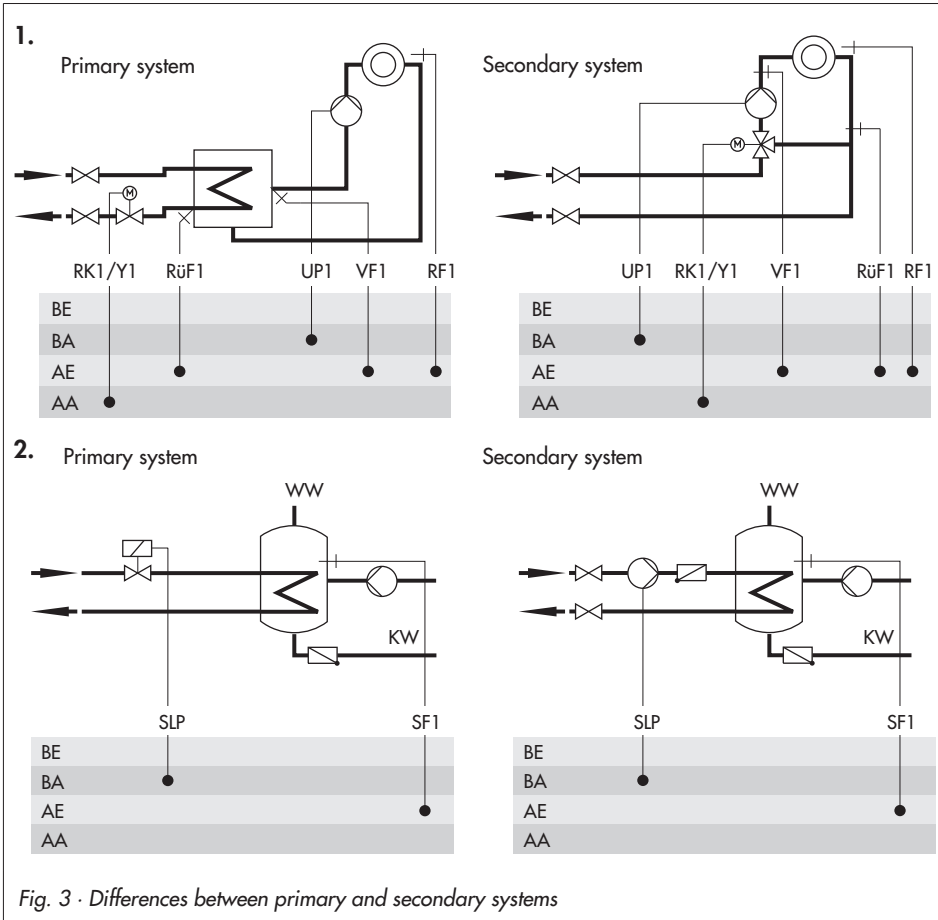 1.
Primary system
Secondary system
M
M
RK1/Y1 RüF1 UP1 VF1 RF1
UP1 RK1/Y1 VF1 RüF1 RF1
BE
BA
AE
AA
BE
BA
AE
AA
2.
Primary system
Secondary system
WW
WW
KW
KW
SLP SF1
SLP SF1
BE
BA
AE
AA
BE
BA
AE
AA
Fig. 3 · Differences between primary and secondary systems